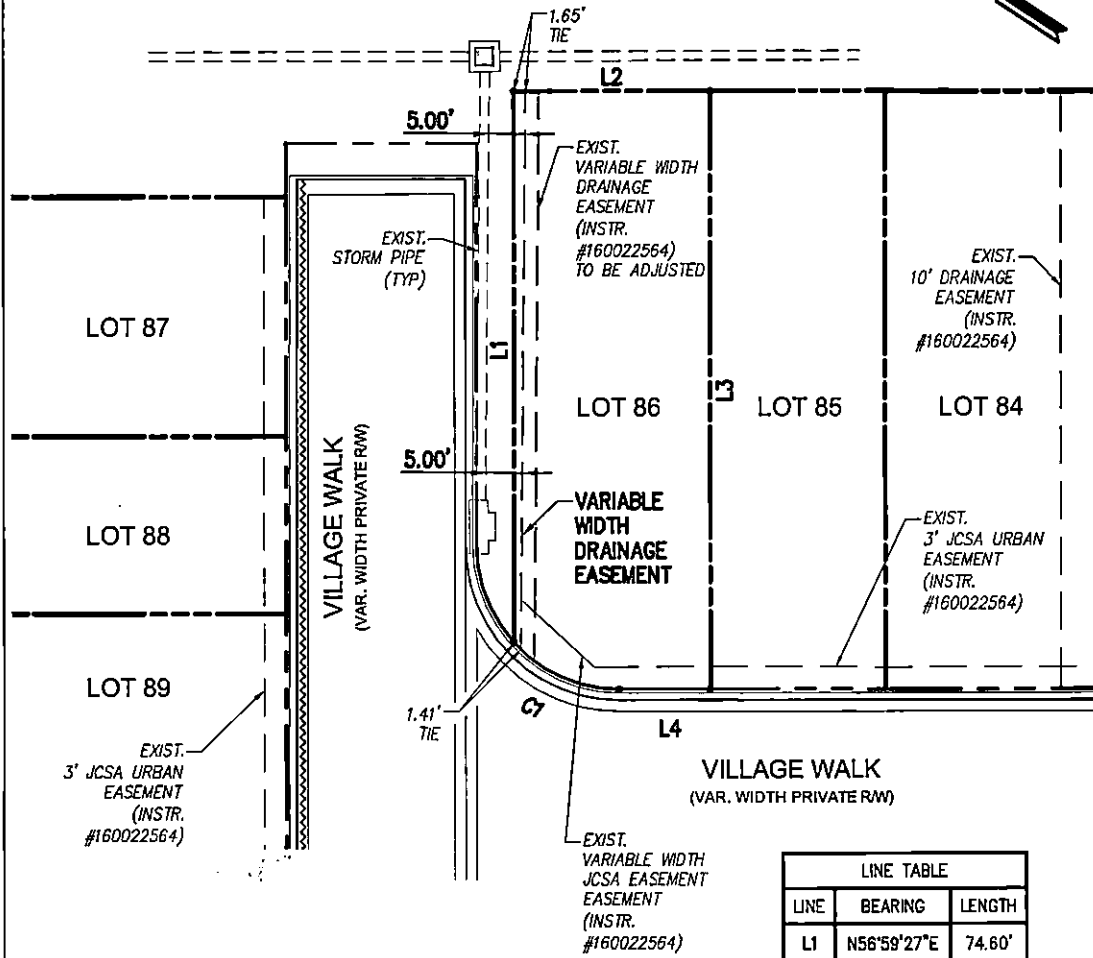 1.65'
TIE
L2
5.00'
EXIST.
VARIABLE WIDTH
DRAINAGE
EASEMENT
(INSTR.
#160022564)
TO BE ADJUSTED
EXIST.
STORM PIPE
(TYP)
EXIST.
10' DRAINAGE
EASEMENT
(INSTR.
#160022564)
LOT 87
L1
L3
LOT 86
LOT 85
LOT 84
VILLAGE WALK
(VAR. WIDTH PRIVATE R/W)
5.00'
VARIABLE
WIDTH
DRAINAGE
EASEMENT
EXIST.
3' JCSA URBAN
EASEMENT
(INSTR.
#160022564)
LOT 88
LOT 89
1.41'
TIE
C7
L4
EXIST.
3' JCSA URBAN
EASEMENT
(INSTR.
#160022564)
VILLAGE WALK
(VAR. WIDTH PRIVATE R/W)
EXIST.
VARIABLE WIDTH
JCSA EASEMENT
EASEMENT
(INSTR.
#160022564)
LINE TABLE
LINE BEARING LENGTH
L1 N56°59'27"E 74.60'